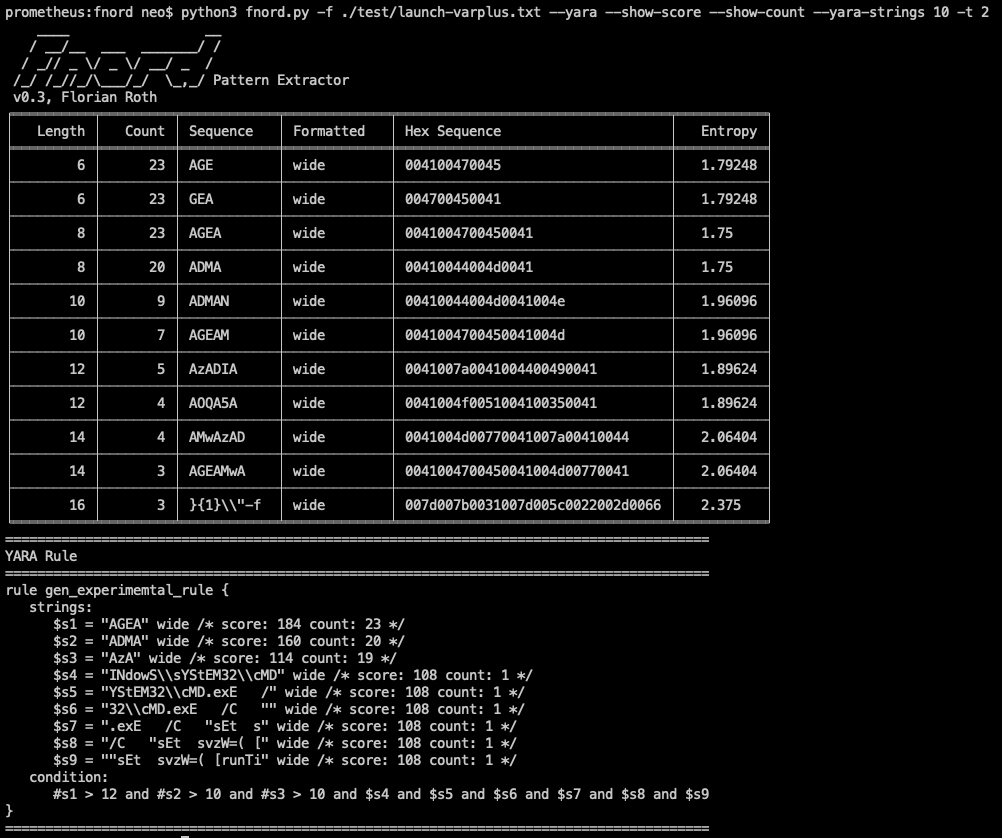 prometheus:fnord neo$ python3 fnord.py -f ./test/launch-varplus.txt --yara --show-score --show-count --yara-strings 10 -t 2
Fnord Pattern Extractor
v0.3, Florian Roth
Length Count Sequence Formatted Hex Sequence Entropy
6 23 AGE wide 004100470045 1.79248
6 23 GEA wide 004700450041 1.79248
8 23 AGEA wide 0041004700450041 1.75
8 20 ADMA wide 00410044004d0041 1.75
10 9 ADMAN wide 00410044004d0041004e 1.96096
10 7 AGEAM wide 0041004700450041004d 1.96096
12 5 AzADIA wide 0041007a0041004400490041 1.89624
12 4 AOQA5A wide 0041004f0051004100350041 1.89624
14 4 AMwAzAD wide 0041004d00770041007a00410044 2.06404
14 3 AGEAMwA wide 0041004700450041004d00770041 2.06404
16 3 }{1}\\"-f wide 007d007b0031007d005c0022002d0066 2.375
YARA Rule
rule gen_experimemtal_rule {
strings:
$s1 = "AGEA" wide /* score: 184 count: 23 */
$s2 = "ADMA" wide /* score: 160 count: 20 */
$s3 = "AzA" wide /* score: 114 count: 19 */
$s4 = "INdowS\\sYStEM32\\cMD" wide /* score: 108 count: 1 */
$s5 = "YStEM32\\cMD.exE   /" wide /* score: 108 count: 1 */
$s6 = "32\\cMD.exE   /C   "" wide /* score: 108 count: 1 */
$s7 = ".exE   /C   "sEt  s" wide /* score: 108 count: 1 */
$s8 = "/C   "sEt  svzW=( [" wide /* score: 108 count: 1 */
$s9 = ""sEt  svzW=( [runTi" wide /* score: 108 count: 1 */
condition:
#s1 > 12 and #s2 > 10 and #s3 > 10 and $s4 and $s5 and $s6 and $s7 and $s8 and $s9
}